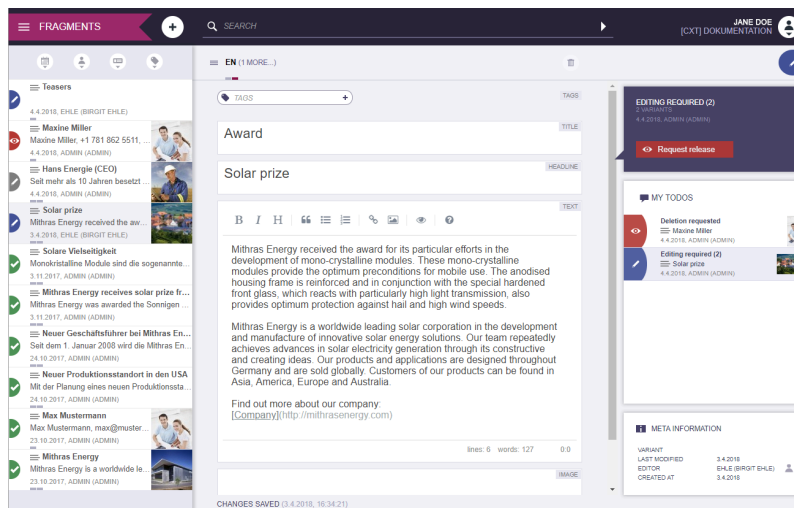 FRAGMENTS
+
SEARCH
JANE DOE
[CXT] DOKUMENTATION
EN (1 MORE...)
Teasers
4.4.2018, EHLE (BIRGIT EHLE)
Maxine Miller
Maxine Miller, +1 781 862 5511, ...
4.4.2018, ADMIN (ADMIN)
Hans Energie (CEO)
Seit mehr als 10 Jahren besetzt ...
4.4.2018, ADMIN (ADMIN)
Solar prize
Mithras Energy received the aw...
3.4.2018, EHLE (BIRGIT EHLE)
Solare Vielseitigkeit
Monokristalline Module sind die sogenannte...
3.11.2017, ADMIN (ADMIN)
Mithras Energy receives solar prize fr...
Mithras Energy was awarded the Sonnigen ...
3.11.2017, ADMIN (ADMIN)
Neuer Geschäftsführer bei Mithras En...
Seit dem 1. Januar 2008 wird die Mithras En...
24.10.2017, ADMIN (ADMIN)
Neuer Produktionsstandort in den USA
Mit der Planung eines neuen Produktionssta...
24.10.2017, ADMIN (ADMIN)
Max Mustermann
Max Mustermann, max@muster...
23.10.2017, ADMIN (ADMIN)
Mithras Energy
Mithras Energy is a worldwide le...
23.10.2017, ADMIN (ADMIN)
TAGS +
TAGS
Award
TITLE
Solar prize
HEADLINE
TEXT
B I H
Mithras Energy received the award for its particular efforts in the
development of mono-crystalline modules. These mono-crystalline
modules provide the optimum preconditions for mobile use. The anodised
housing frame is reinforced and in conjunction with the special hardened
front glass, which reacts with particularly high light transmission, also
provides optimum protection against hail and high wind speeds.
Mithras Energy is a worldwide leading solar corporation in the development
and manufacture of innovative solar energy solutions. Our team repeatedly
achieves advances in solar electricity generation through its constructive
and creating ideas. Our products and applications are designed throughout
Germany and are sold globally. Customers of our products can be found in
Asia, America, Europe and Australia.
Find out more about our company:
[Company](http://mithrasenergy.com)
lines: 6 words: 127 0:0
IMAGE
CHANGES SAVED (3.4.2018, 16:34:21)
EDITING REQUIRED (2)
2 VARIANTS
4.4.2018, ADMIN (ADMIN)
Request release
MY TODOS
Deletion requested
Maxine Miller
4.4.2018, ADMIN (ADMIN)
Editing required (2)
Solar prize
4.4.2018, ADMIN (ADMIN)
META INFORMATION
VARIANT
LAST MODIFIED 3.4.2018
EDITOR EHLE (BIRGIT EHLE)
CREATED AT 3.4.2018